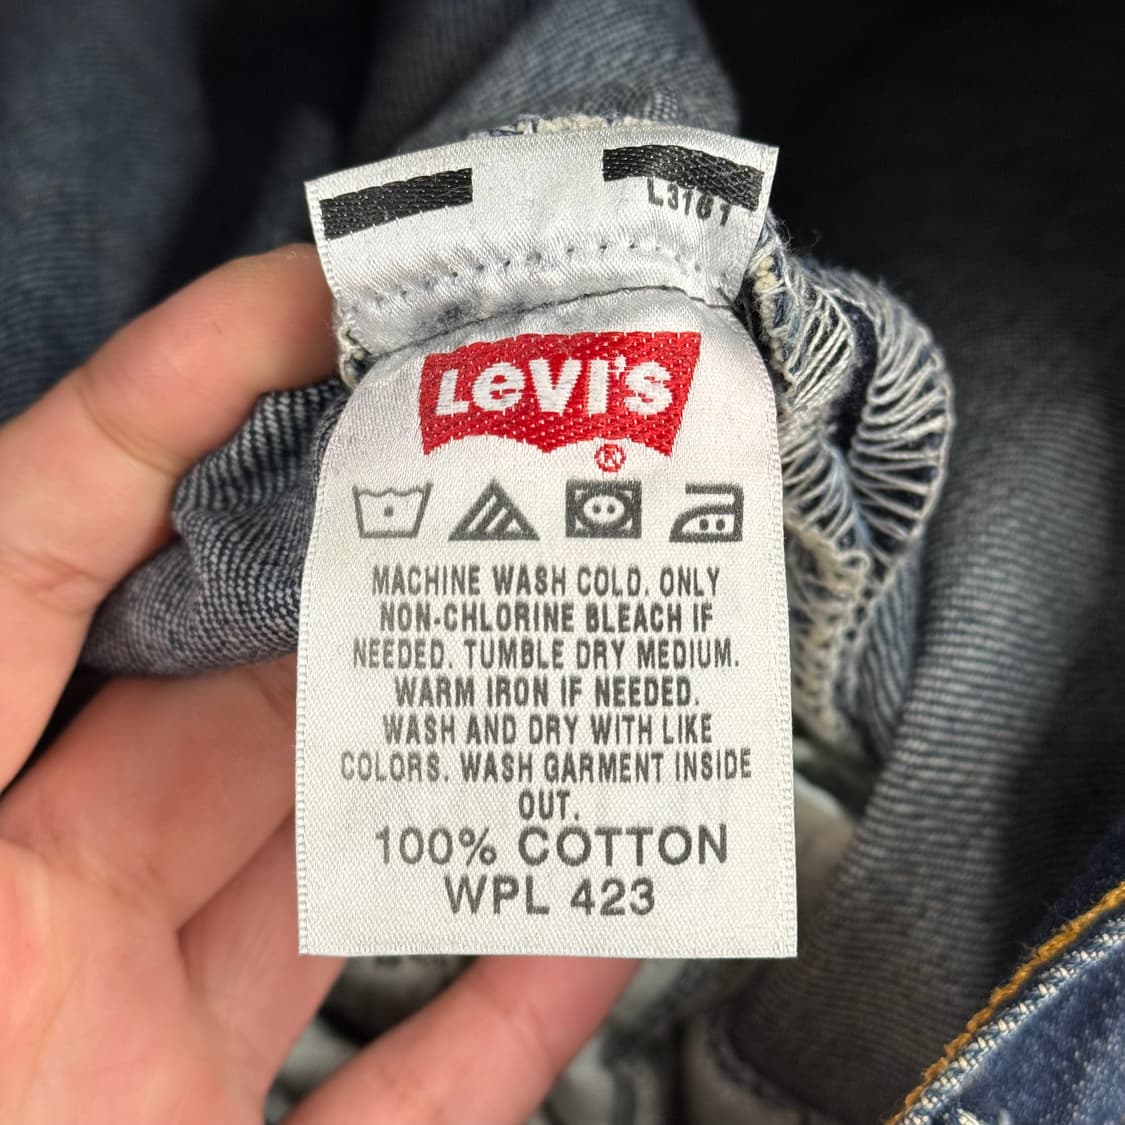 L3161
LeVI'S
®
MACHINE WASH COLD. ONLY
NON-CHLORINE BLEACH IF
NEEDED. TUMBLE DRY MEDIUM.
WARM IRON IF NEEDED.
WASH AND DRY WITH LIKE
COLORS. WASH GARMENT INSIDE
OUT.
100% COTTON
WPL 423